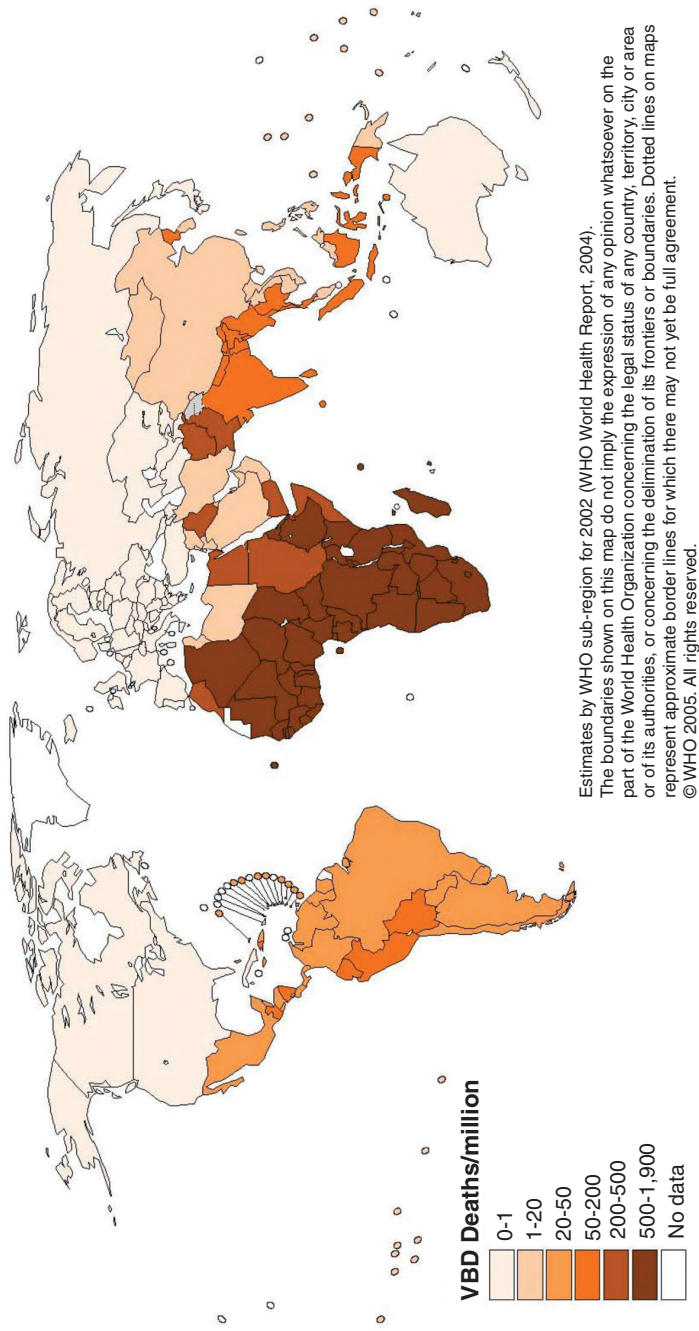 VBD Deaths/million
0-1
1-20
20-50
50-200
200-500
500-1,900
No data
Estimates by WHO sub-region for 2002 (WHO World Health Report, 2004).
The boundaries shown on this map do not imply the expression of any opinion whatsoever on the
part of the World Health Organization concerning the legal status of any country, territory, city or area
or of its authorities, or concerning the delimination of its frontiers or boundaries. Dotted lines on maps
represent approximate border lines for which there may not yet be full agreement.
© WHO 2005. All rights reserved.